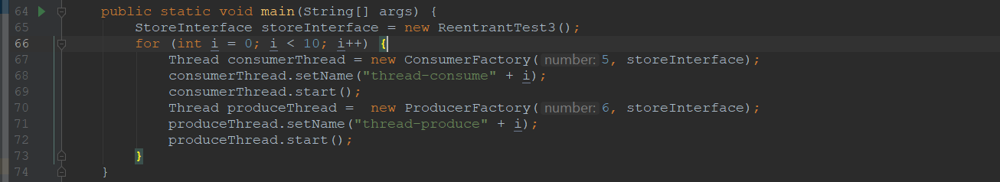 64 public static void main(String[] args) {
65 StoreInterface storeInterface = new ReentrantTest3();
66 for (int i = 0; i < 10; i++) {
67 Thread consumerThread = new ConsumerFactory( number: 5, storeInterface);
68 consumerThread.setName("thread-consume" + i);
69 consumerThread.start();
70 Thread produceThread =  new ProducerFactory( number: 6, storeInterface);
71 produceThread.setName("thread-produce" + i);
72 produceThread.start();
73 }
74 }